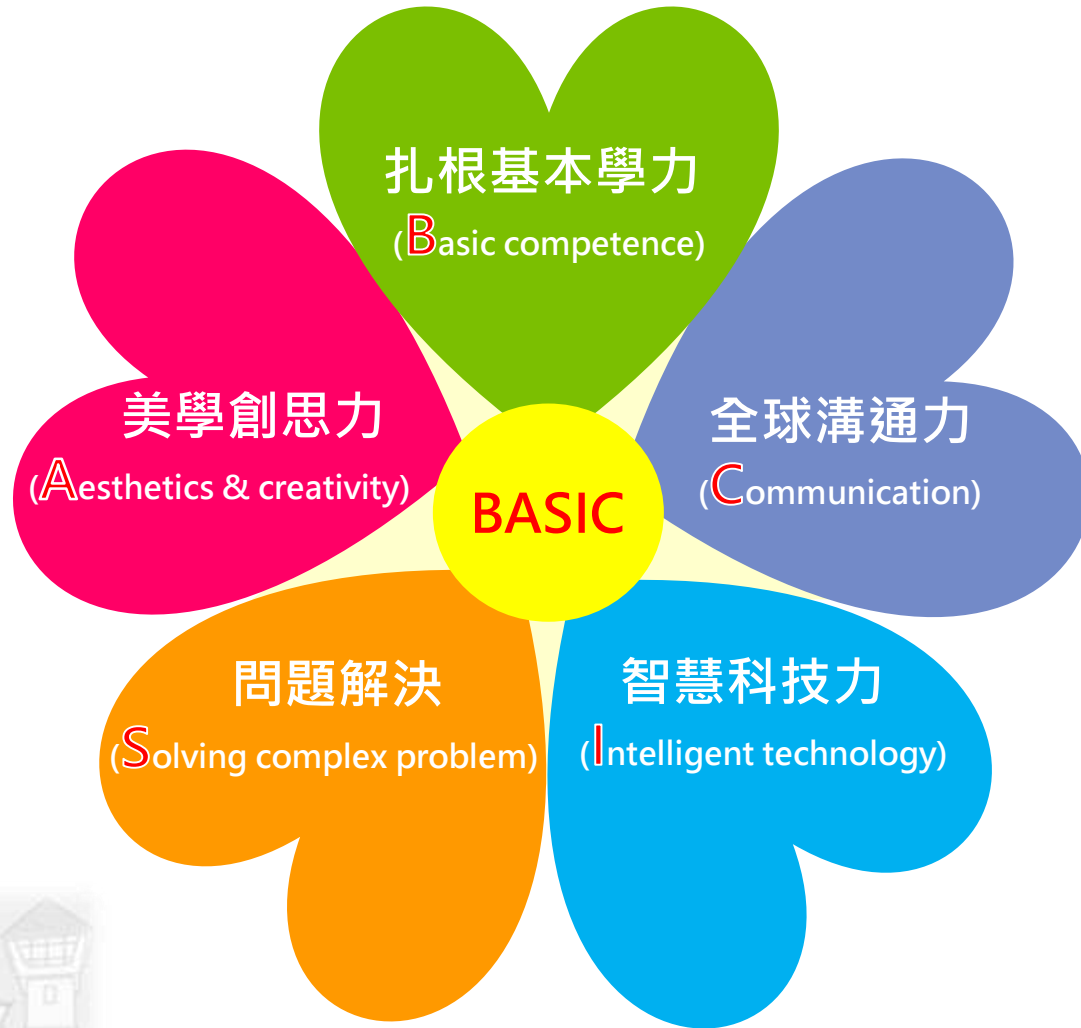 扎根基本學力
(Basic competence)
美學創思力
(Aesthetics & creativity)
全球溝通力
(Communication)
BASIC
問題解決
(Solving complex problem)
智慧科技力
(Intelligent technology)